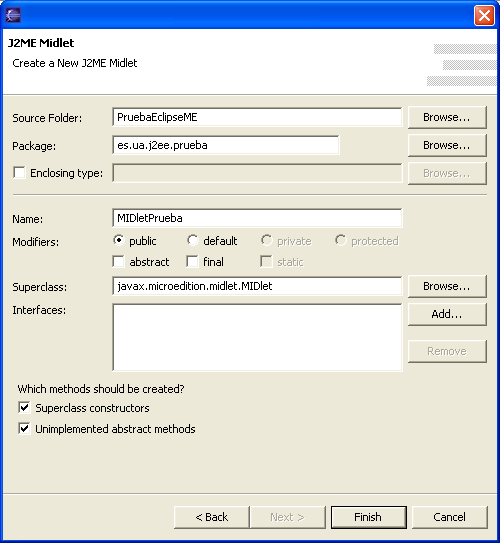 J2ME Midlet
Create a New J2ME Midlet
Source Folder: PruebaEclipseME Browse...
Package: es.ua.j2ee.prueba Browse...
Enclosing type: Browse...
Name: MIDletPrueba
Modifiers: public default private protected
abstract final static
Superclass: javax.microedition.midlet.MIDlet Browse...
Interfaces: Add...
Remove
Which methods should be created?
Superclass constructors
Unimplemented abstract methods
< Back Next > Finish Cancel